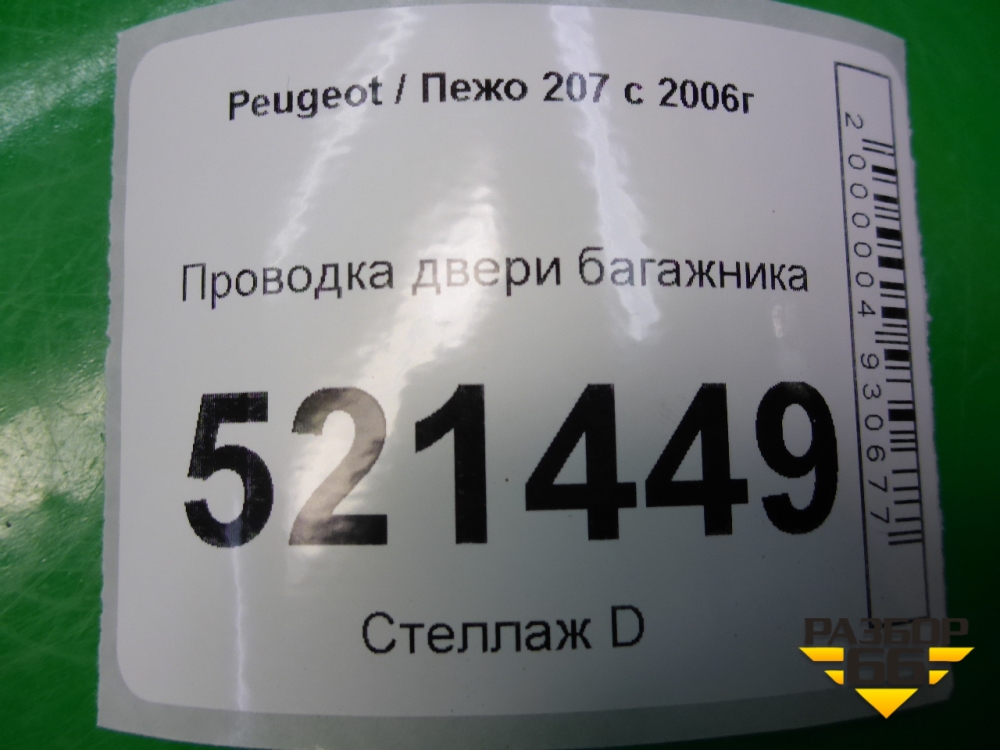 Peugeot / Пежо 207 с 2006г
Проводка двери багажника
521449
Стеллаж D
2000004930677
РАЗБОР
66